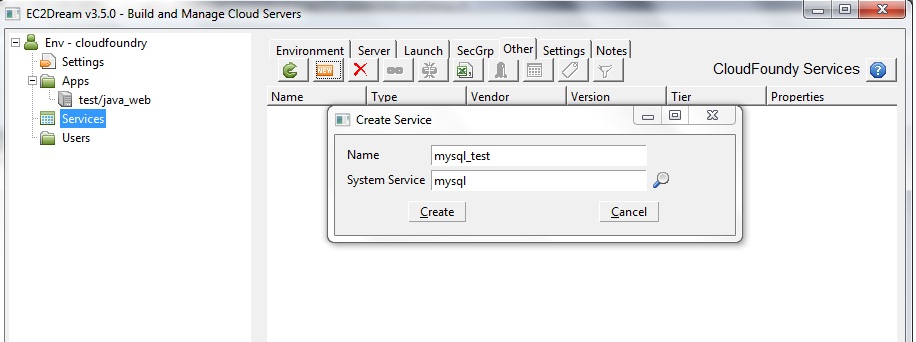 EC2Dream v3.5.0 - Build and Manage Cloud Servers
Env - cloudfoundry
Settings
Apps
test/java_web
Services
Users
Environment Server Launch SecGrp Other Settings Notes
NEW
CloudFoundy Services ?
Name Type Vendor Version Tier Properties
Create Service
Name mysql_test
System Service mysql
Create Cancel